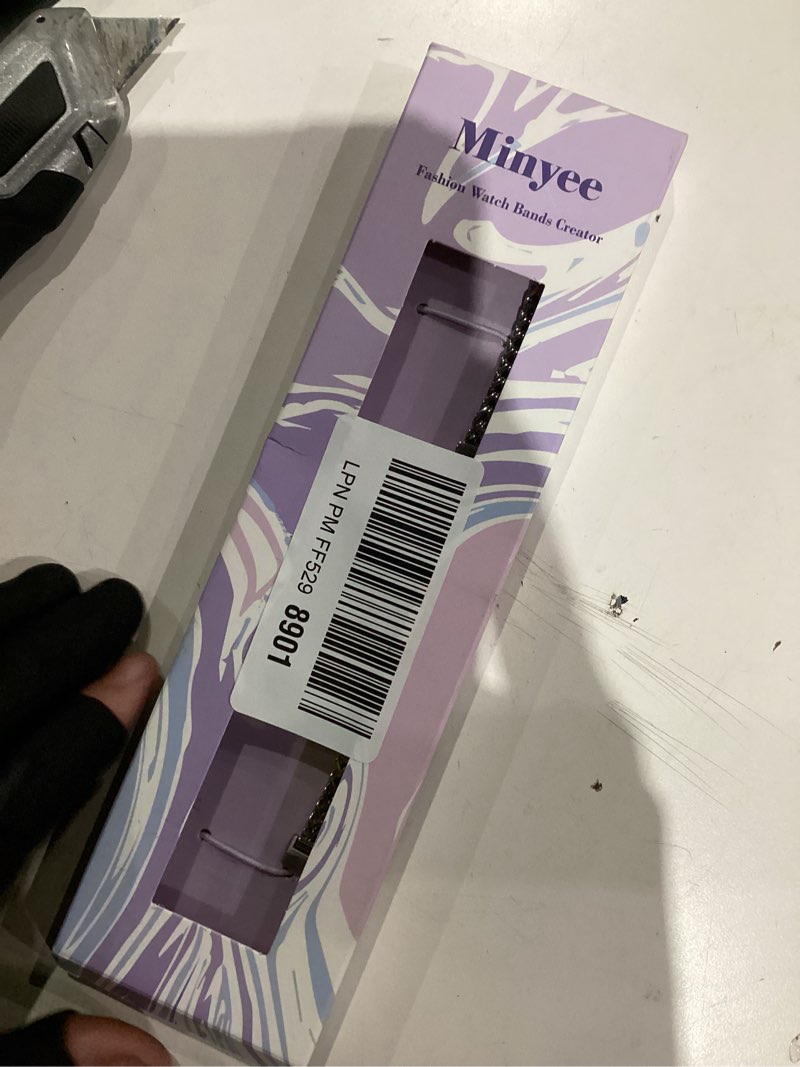 Minyee
Fashion Watch Bands Creator
LPN PM FF529 8901